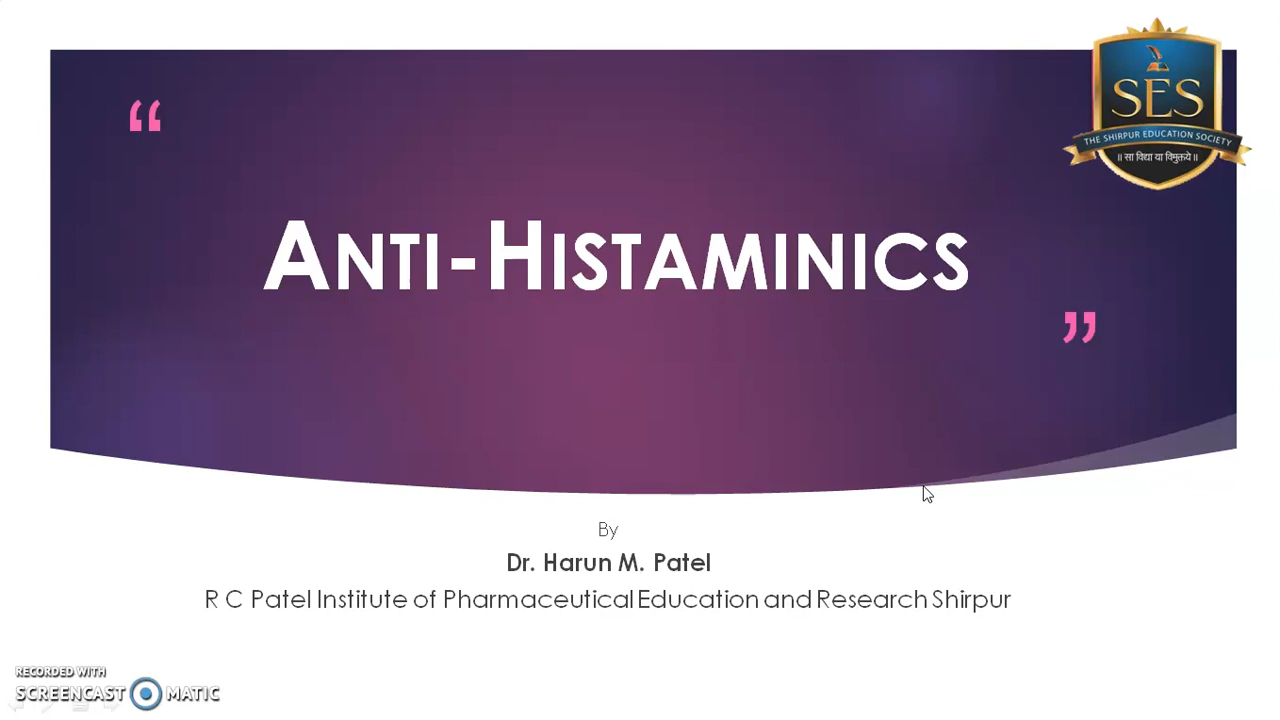 “
SES
THE SHIRPUR EDUCATION SOCIETY
॥ सा विद्या या विमुक्तये ॥
ANTI-HISTAMINICS
”
By
Dr. Harun M. Patel
R C Patel Institute of Pharmaceutical Education and Research Shirpur
RECORDED WITH
SCREENCAST MATIC